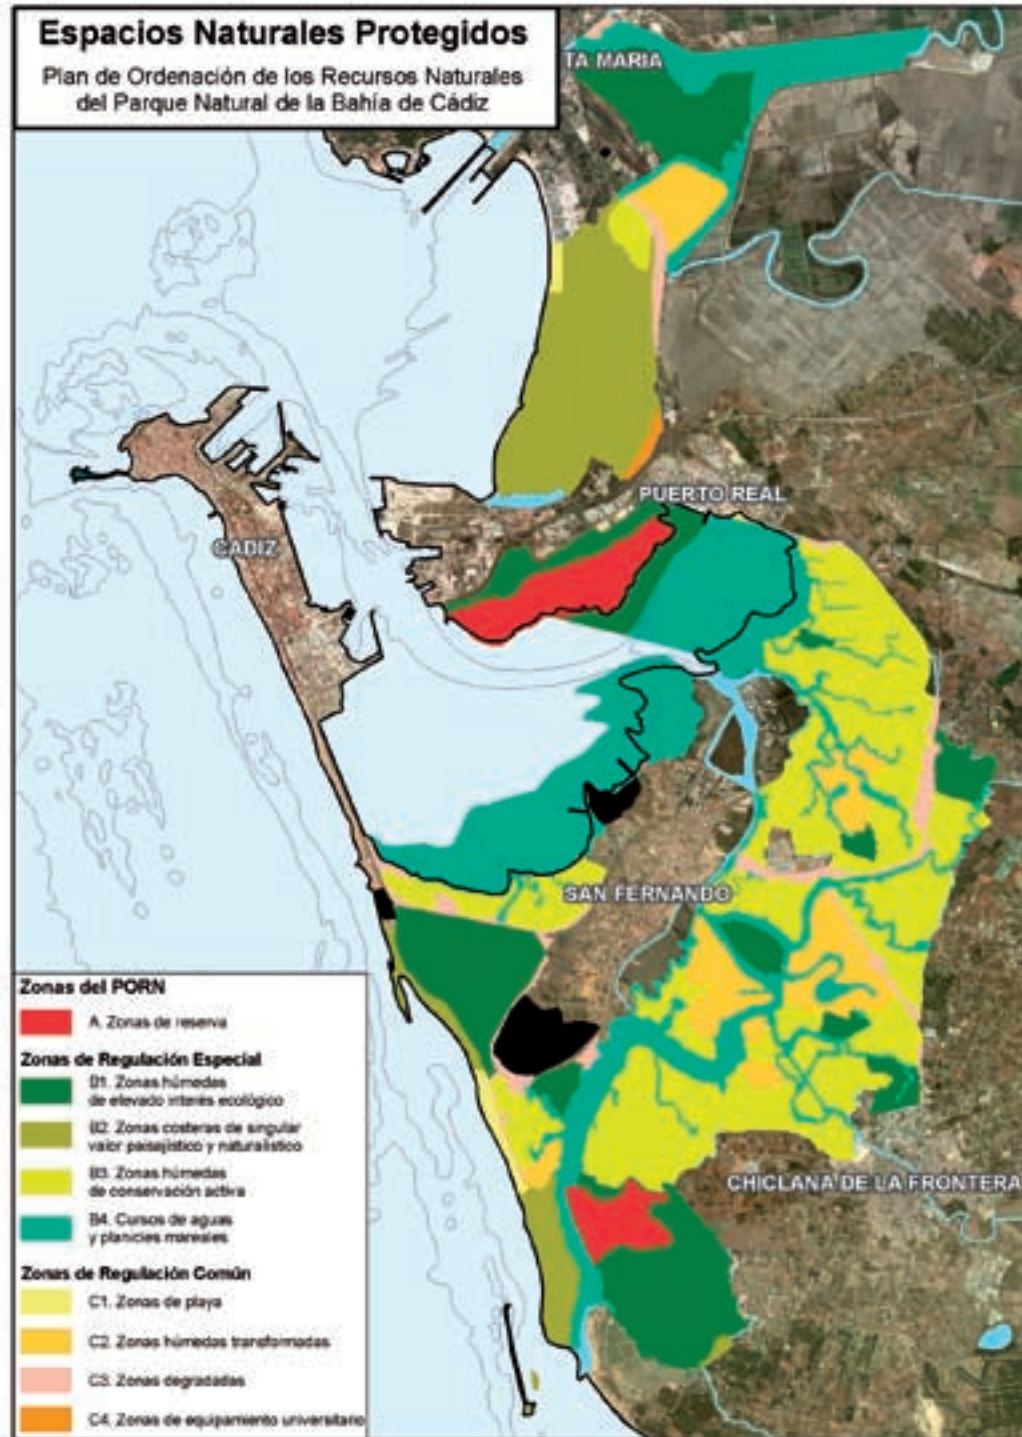 Espacios Naturales Protegidos
Plan de Ordenación de los Recursos Naturales
del Parque Natural de la Bahía de Cádiz
TA MARIA
PUERTO REAL
CADIZ
SAN FERNANDO
CHICLANA DE LA FRONTERA
Zonas del PORN
A. Zonas de reserva
Zonas de Regulación Especial
B1. Zonas húmedas
de elevado interés ecológico
B2. Zonas costeras de singular
valor paisajístico y naturalístico
B3. Zonas húmedas
de conservación activa
B4. Cursos de aguas
y planicies mareales
Zonas de Regulación Común
C1. Zonas de playa
C2. Zonas húmedas transformadas
C3. Zonas degradadas
C4. Zonas de equipamiento universitario